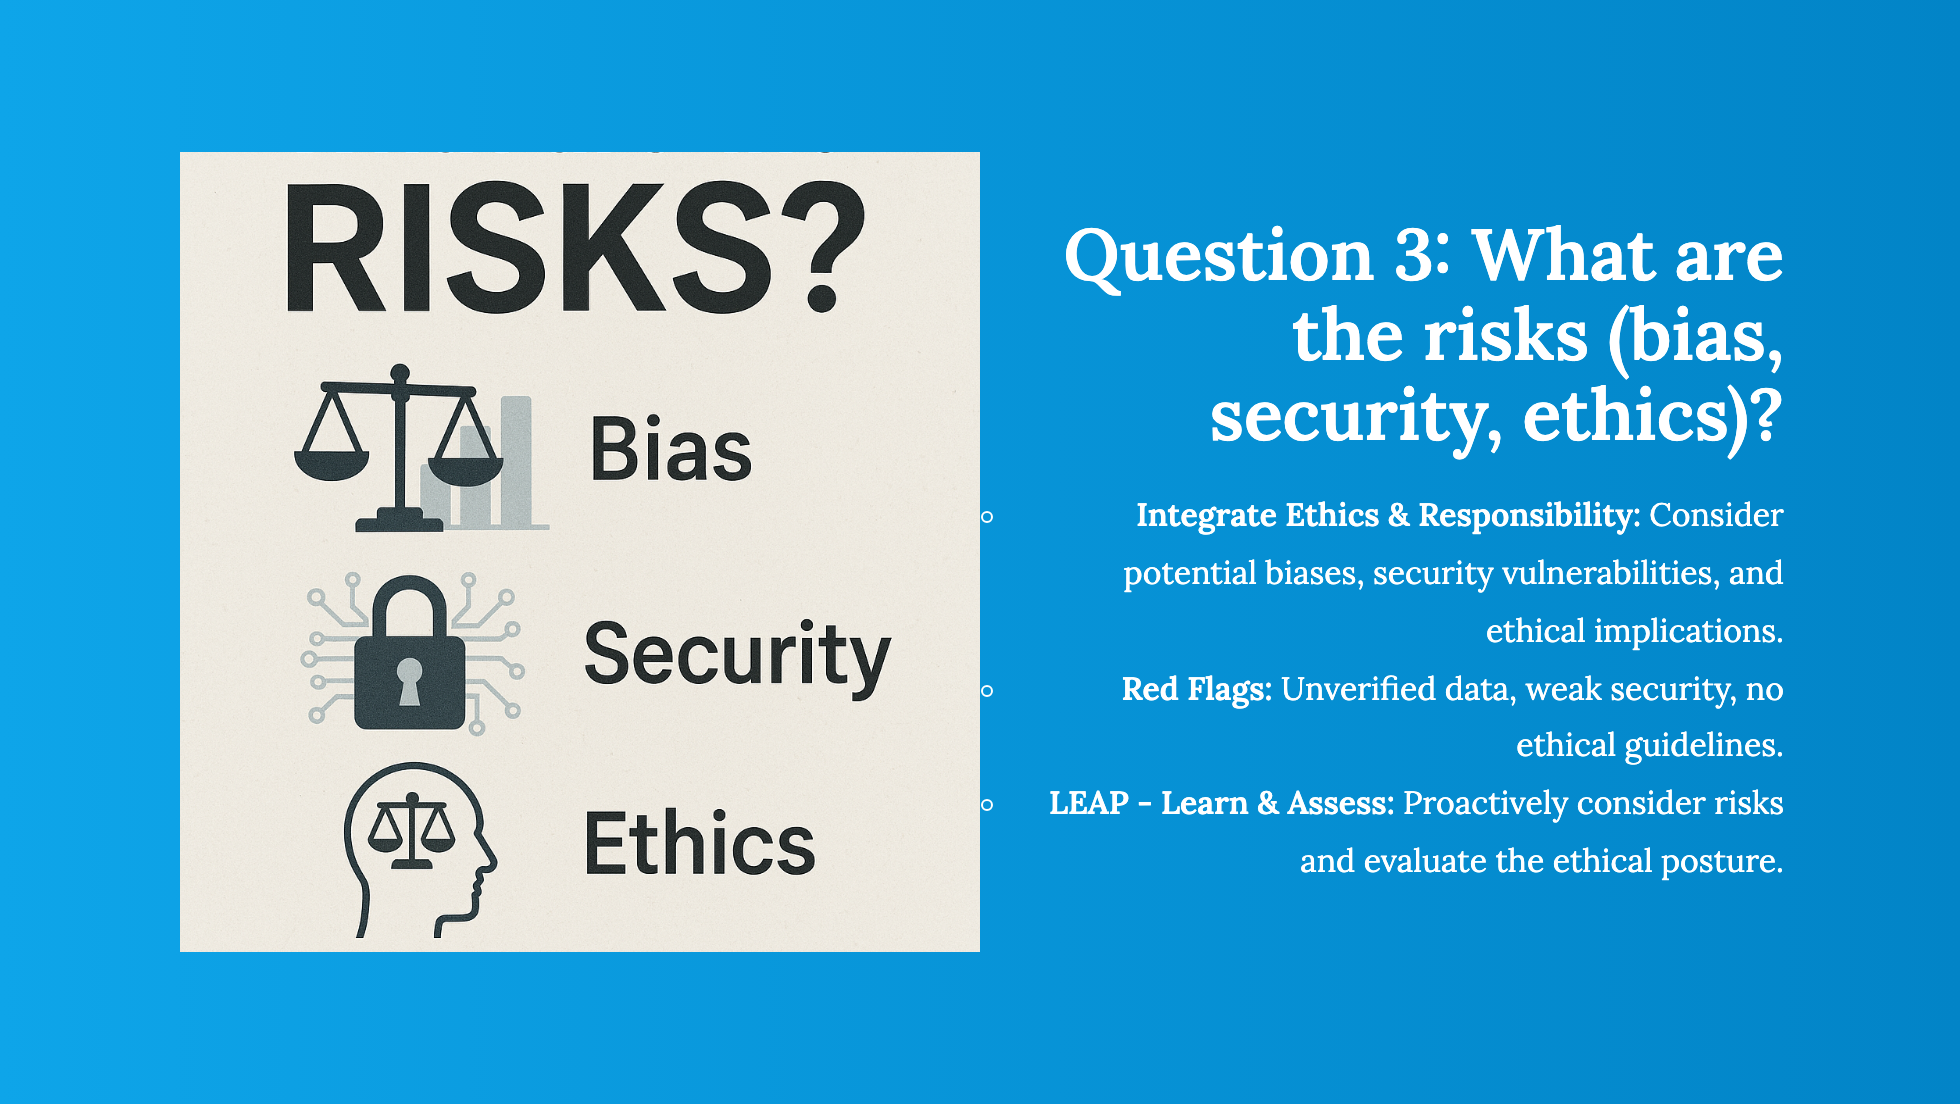 RISKS?
Bias
Security
Ethics
Question 3: What are
the risks (bias,
security, ethics)?
Integrate Ethics & Responsibility: Consider
potential biases, security vulnerabilities, and
ethical implications.
Red Flags: Unverified data, weak security, no
ethical guidelines.
LEAP - Learn & Assess: Proactively consider risks
and evaluate the ethical posture.